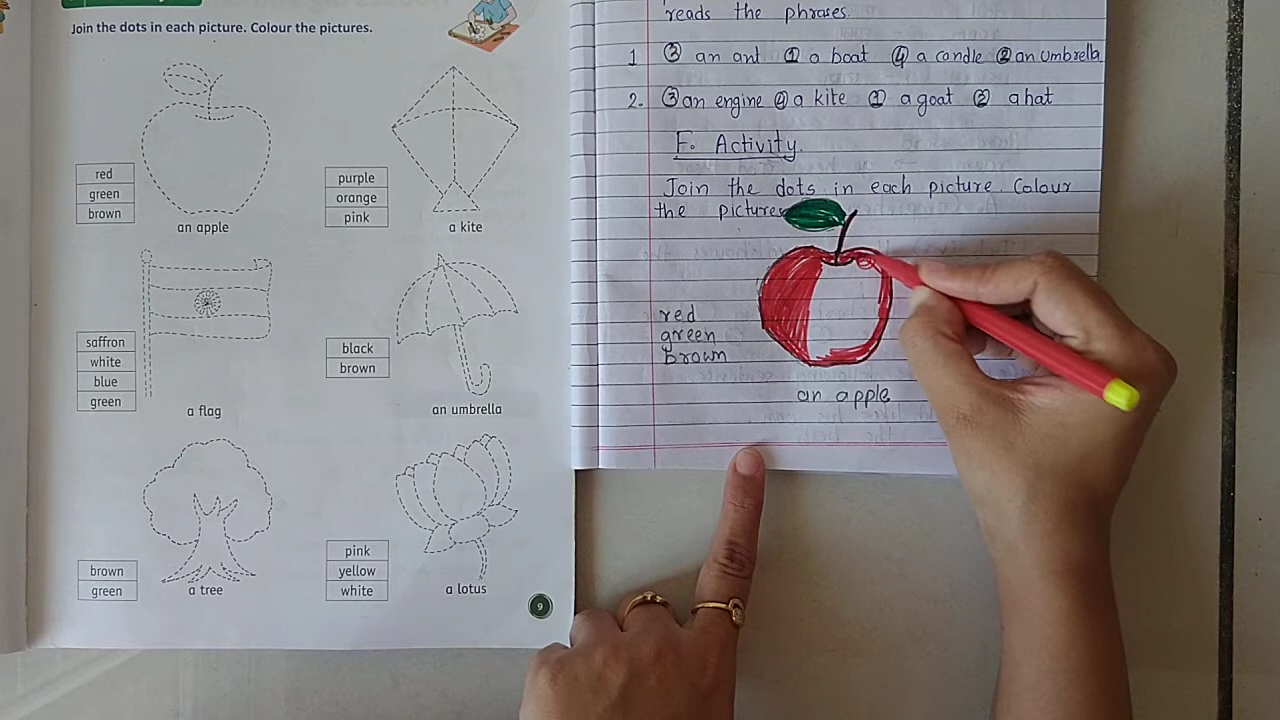 Join the dots in each picture. Colour the pictures.
red
green
brown
an apple
purple
orange
pink
a kite
saffron
white
blue
green
a flag
black
brown
an umbrella
brown
green
a tree
pink
yellow
white
a lotus
9
reads the phrases.
1 ③ an ant ① a boat ④ a candle ② an umbrella
2. ③ an engine ④ a kite ① a goat ② a hat
F. Activity.
Join the dots in each picture. Colour
the pictures
red
green
brown
an apple